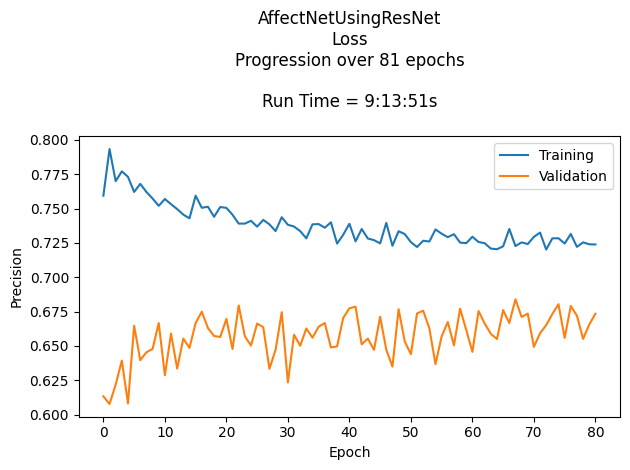 AffectNetUsingResNet
Loss
Progression over 81 epochs
Run Time = 9:13:51s
0.800
0.775
0.750
0.725
0.700
0.675
0.650
0.625
0.600
Precision
Training
Validation
0 10 20 30 40 50 60 70 80
Epoch